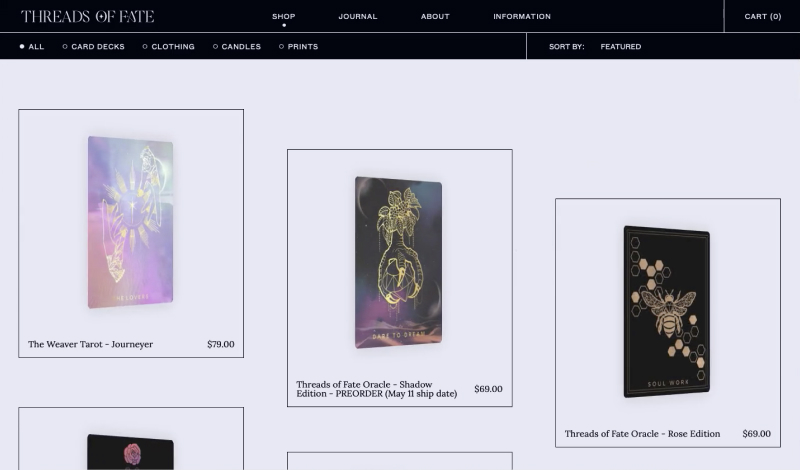 THREADS OF FATE
SHOP
JOURNAL
ABOUT
INFORMATION
CART (0)
ALL
CARD DECKS
CLOTHING
CANDLES
PRINTS
SORT BY:
FEATURED
THE LOVERS
The Weaver Tarot - Journeyer
$79.00
DARE TO DREAM
Threads of Fate Oracle - Shadow
Edition - PREORDER (May 11 ship date)
$69.00
SOUL WORK
Threads of Fate Oracle - Rose Edition
$69.00